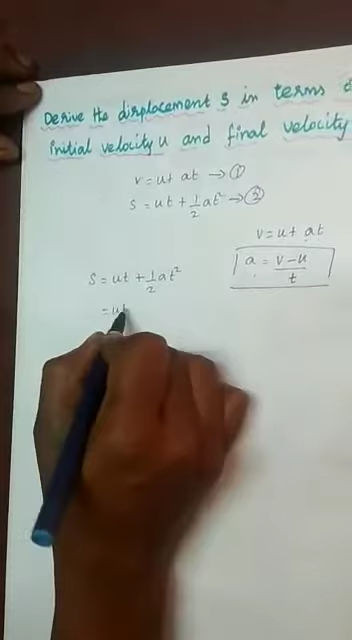 Derive the displacement s in terms
initial velocity u and final velocity
v = u + at → ①
s = ut + 1/2 at² → ②
v = u + at
a = v - u / t
s = ut + 1/2 at²
= ut